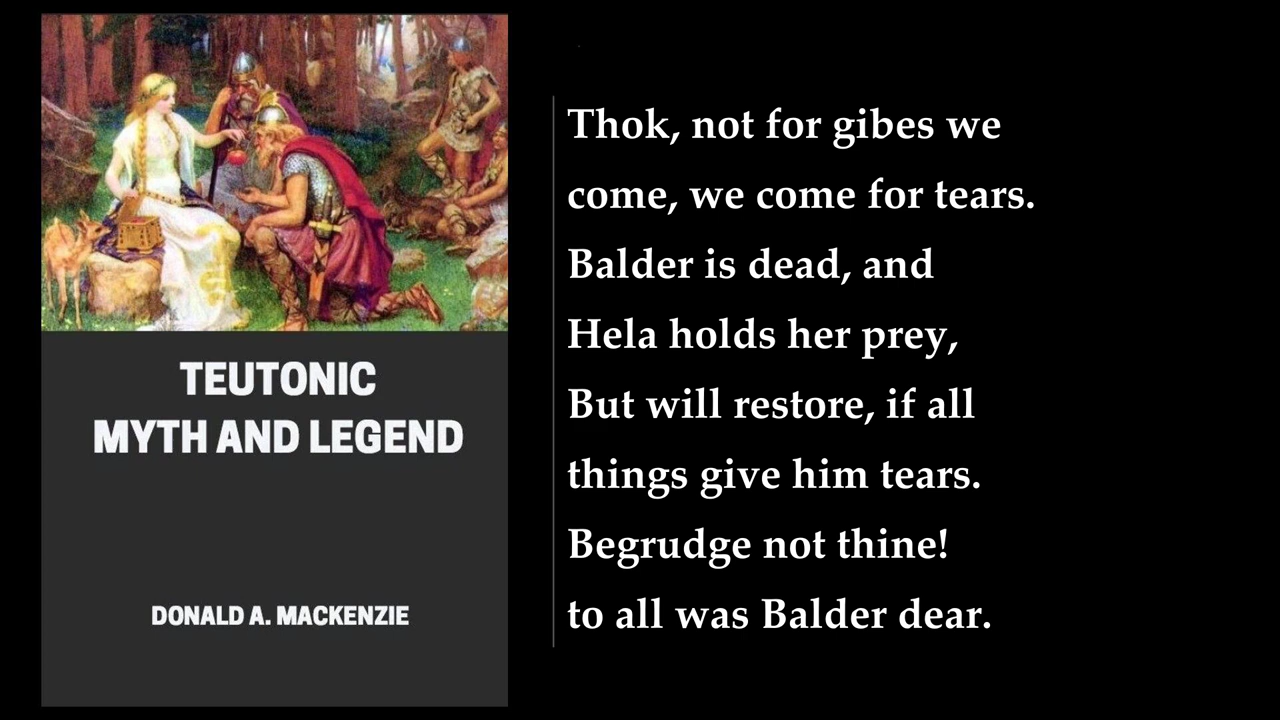 TEUTONIC
MYTH AND LEGEND
DONALD A. MACKENZIE
Thok, not for gibes we
come, we come for tears.
Balder is dead, and
Hela holds her prey,
But will restore, if all
things give him tears.
Begrudge not thine!
to all was Balder dear.